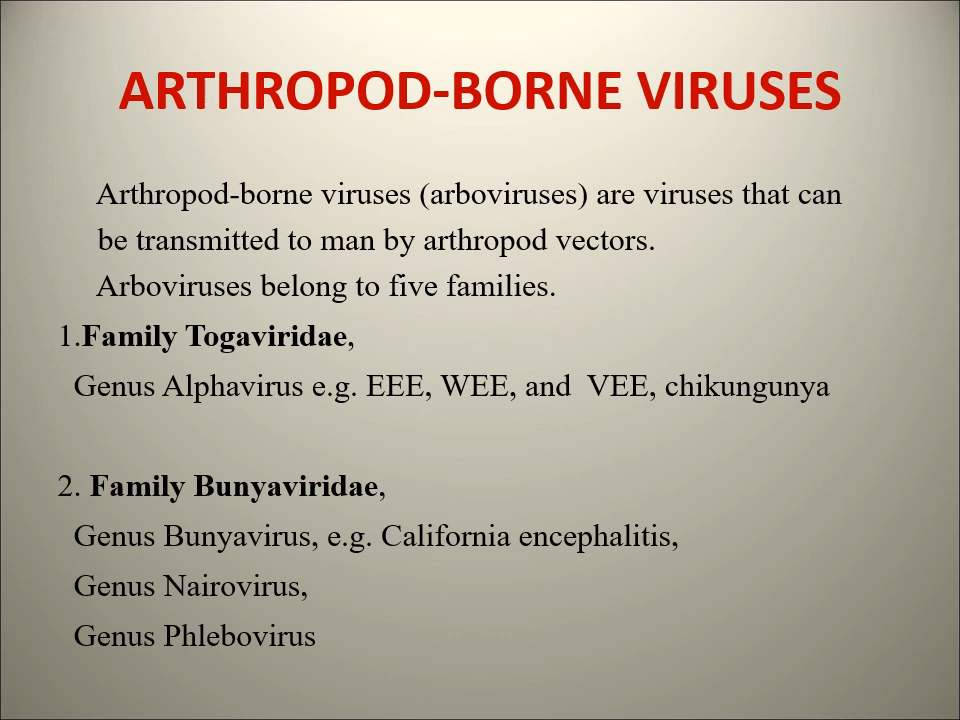 ARTHROPOD-BORNE VIRUSES
Arthropod-borne viruses (arboviruses) are viruses that can
be transmitted to man by arthropod vectors.
Arboviruses belong to five families.
1.Family Togaviridae,
Genus Alphavirus e.g. EEE, WEE, and  VEE, chikungunya
2. Family Bunyaviridae,
Genus Bunyavirus, e.g. California encephalitis,
Genus Nairovirus,
Genus Phlebovirus